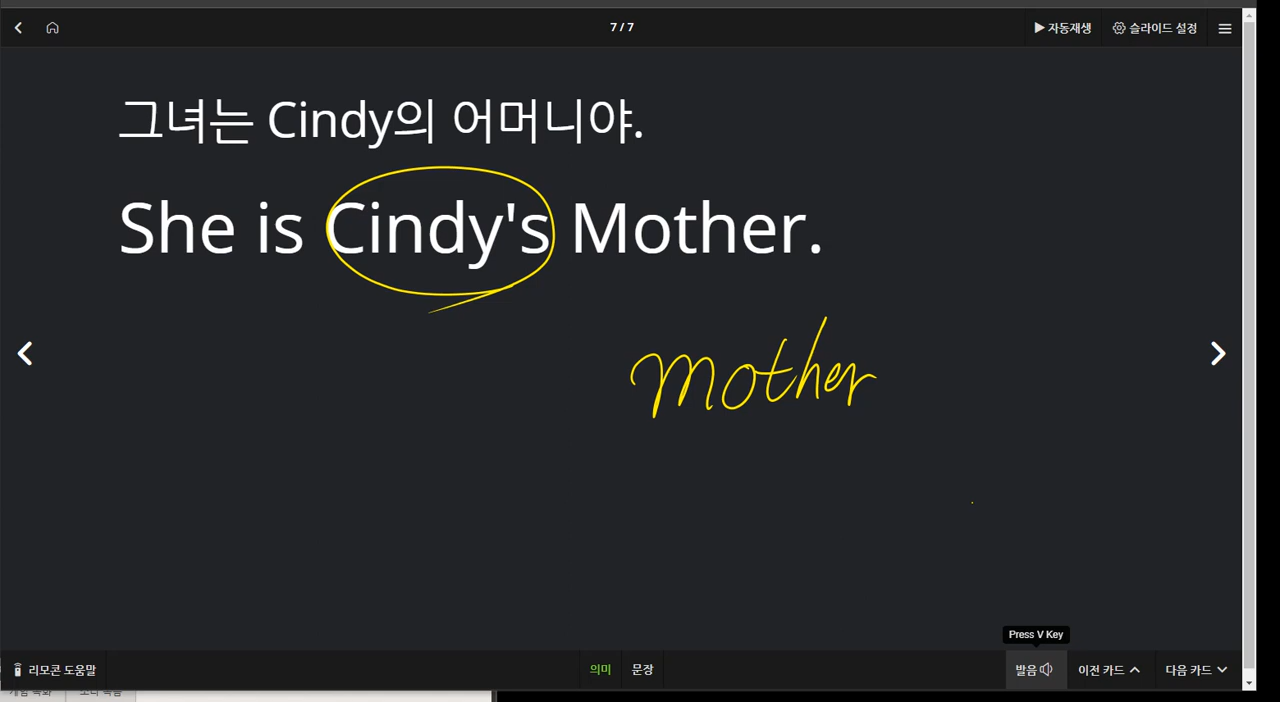 7 / 7
자동재생
슬라이드 설정
그녀는 Cindy의 어머니야.
She is Cindy's Mother.
Mother
Press V Key
리모콘 도움말
의미
문장
발음
이전 카드
다음 카드